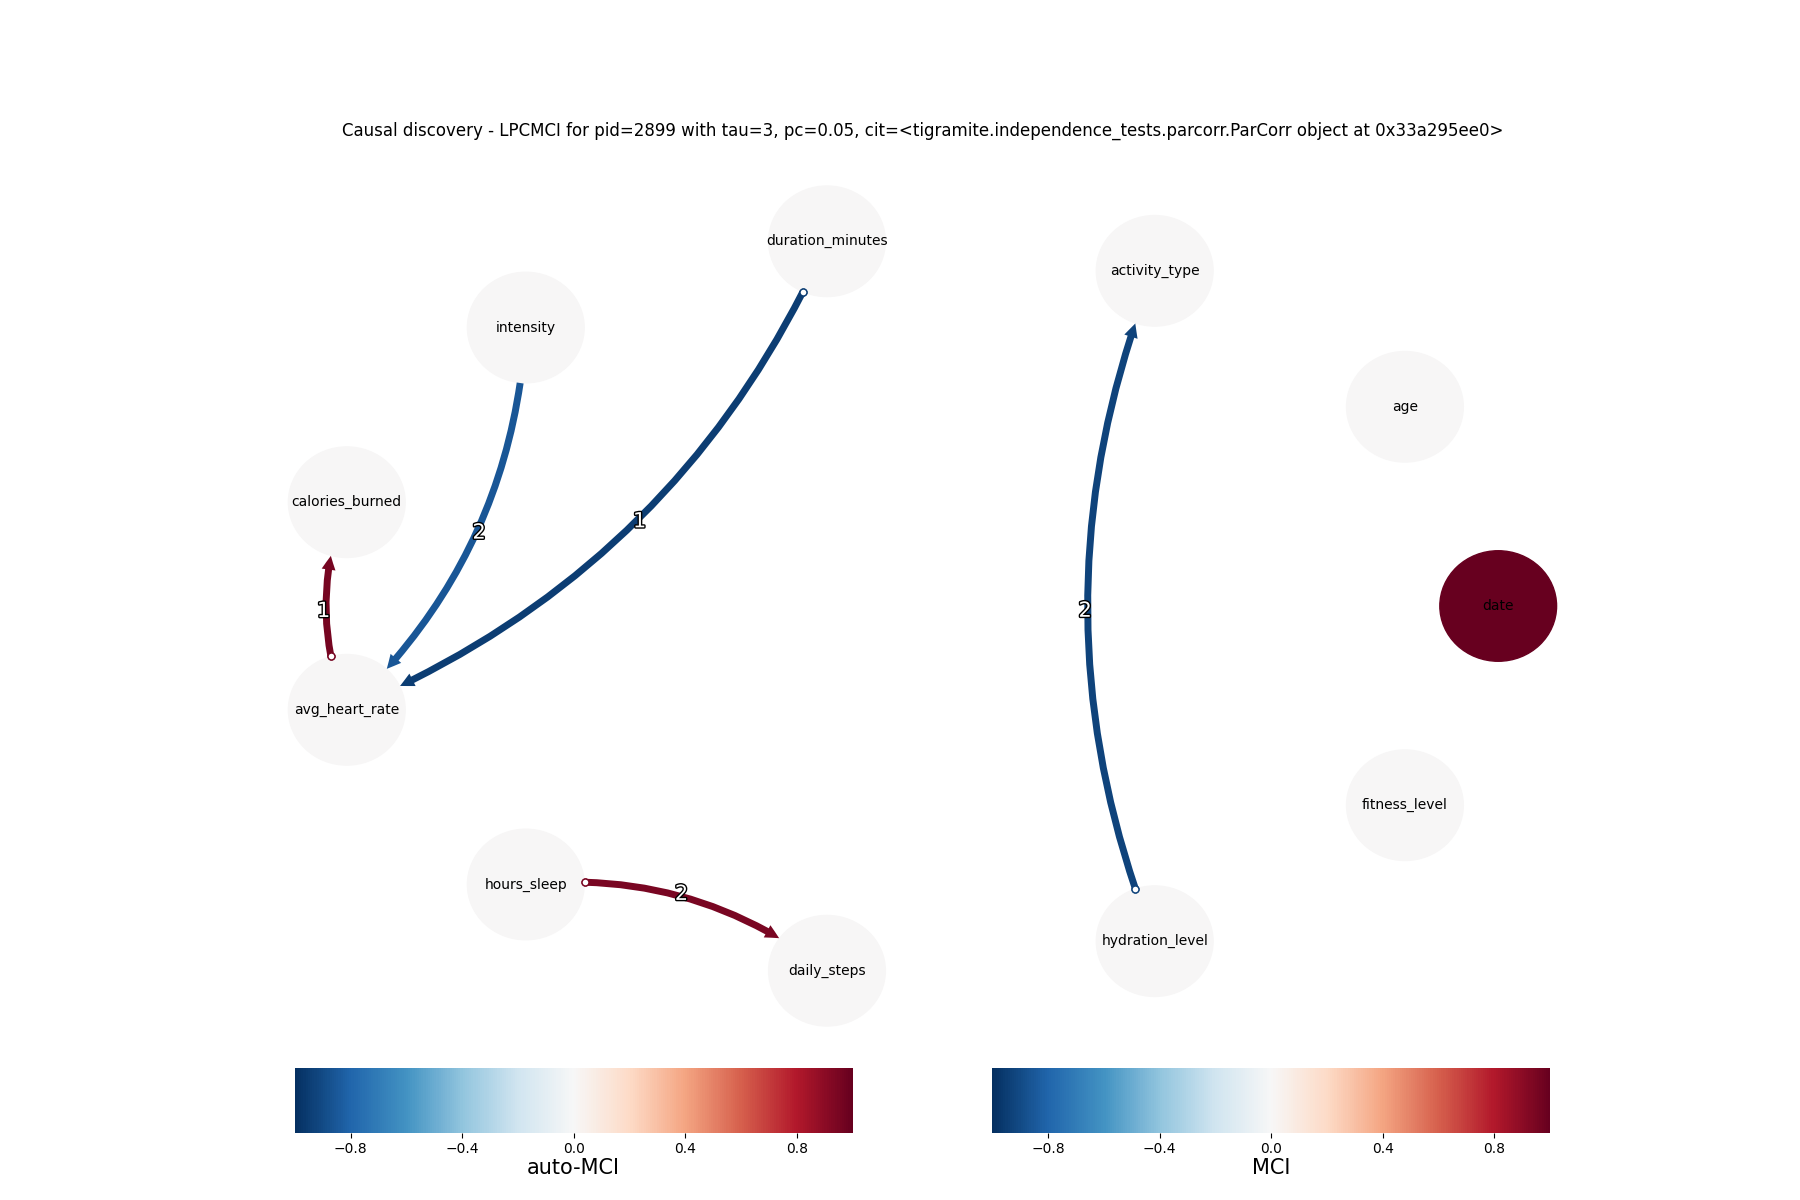 Causal discovery - LPCMCI for pid=2899 with tau=3, pc=0.05, cit=<tigramite.independence_tests.parcorr.ParCorr object at 0x33a295ee0>
duration_minutes
activity_type
intensity
age
calories_burned
2
1
date
1
2
avg_heart_rate
fitness_level
hours_sleep
2
hydration_level
daily_steps
−0.8 −0.4 0.0 0.4 0.8
auto-MCI
−0.8 −0.4 0.0 0.4 0.8
MCI